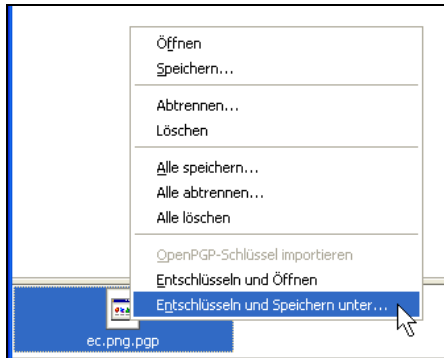 Öffnen
Speichern...
Abtrennen...
Löschen
Alle speichern...
Alle abtrennen...
Alle löschen
OpenPGP-Schlüssel importieren
Entschlüsseln und Öffnen
Entschlüsseln und Speichern unter...
ec.png.pgp